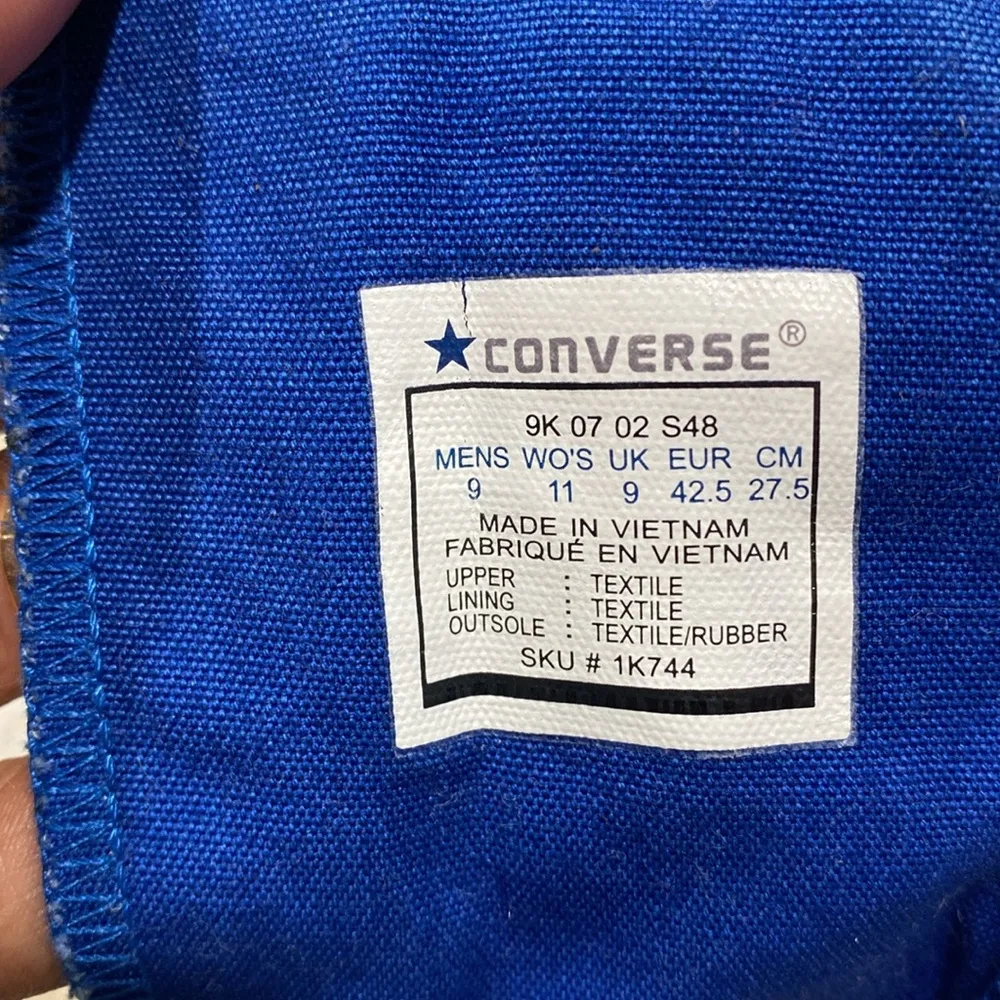 CONVERSE®
9K 07 02 S48
MENS WO'S UK EUR CM
9 11 9 42.5 27.5
MADE IN VIETNAM
FABRIQUÉ EN VIETNAM
UPPER : TEXTILE
LINING : TEXTILE
OUTSOLE : TEXTILE/RUBBER
SKU # 1K744